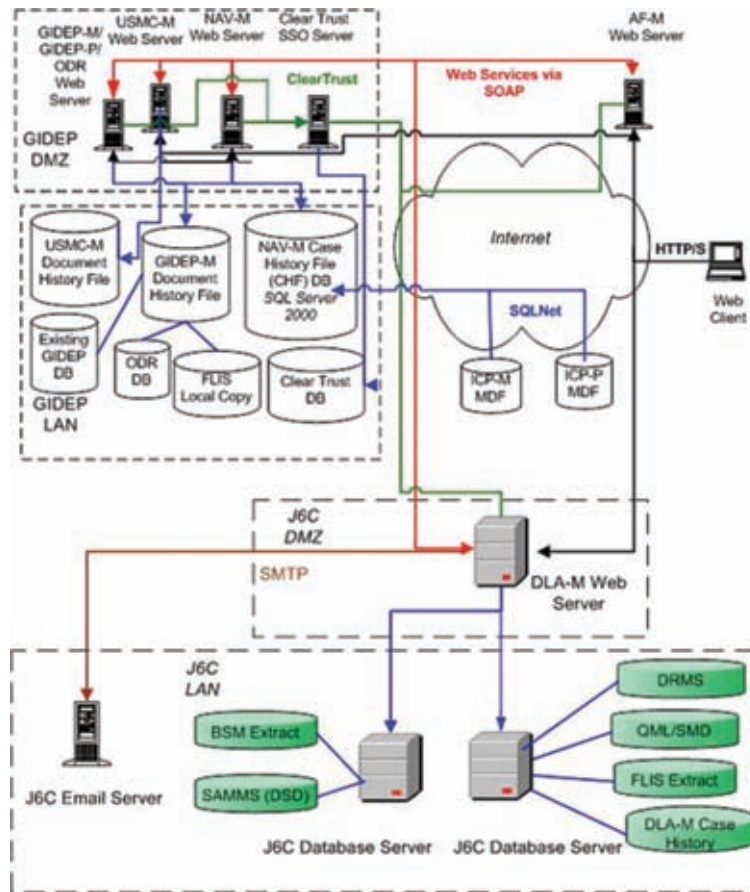 GIDEP-M/
GIDEP-P/
ODR
Web
Server
USMC-M
Web Server
NAV-M
Web Server
Clear Trust
SSO Server
AF-M
Web Server
ClearTrust
Web Services via
SOAP
GIDEP
DMZ
USMC-M
Document
History File
GIDEP-M
Document
History File
NAV-M Case
History File
(CHF) DB
SQL Server
2000
Internet
HTTP/S
Web
Client
SQLNet
Existing
GIDEP
DB
ODR
DB
FLIS
Local Copy
Clear Trust
DB
ICP-M
MDF
ICP-P
MDF
GIDEP
LAN
J6C
DMZ
SMTP
DLA-M Web
Server
J6C
LAN
DRMS
BSM Extract
QML/SMD
SAMMS (DSD)
FLIS Extract
DLA-M Case
History
J6C Email Server
J6C Database Server
J6C Database Server